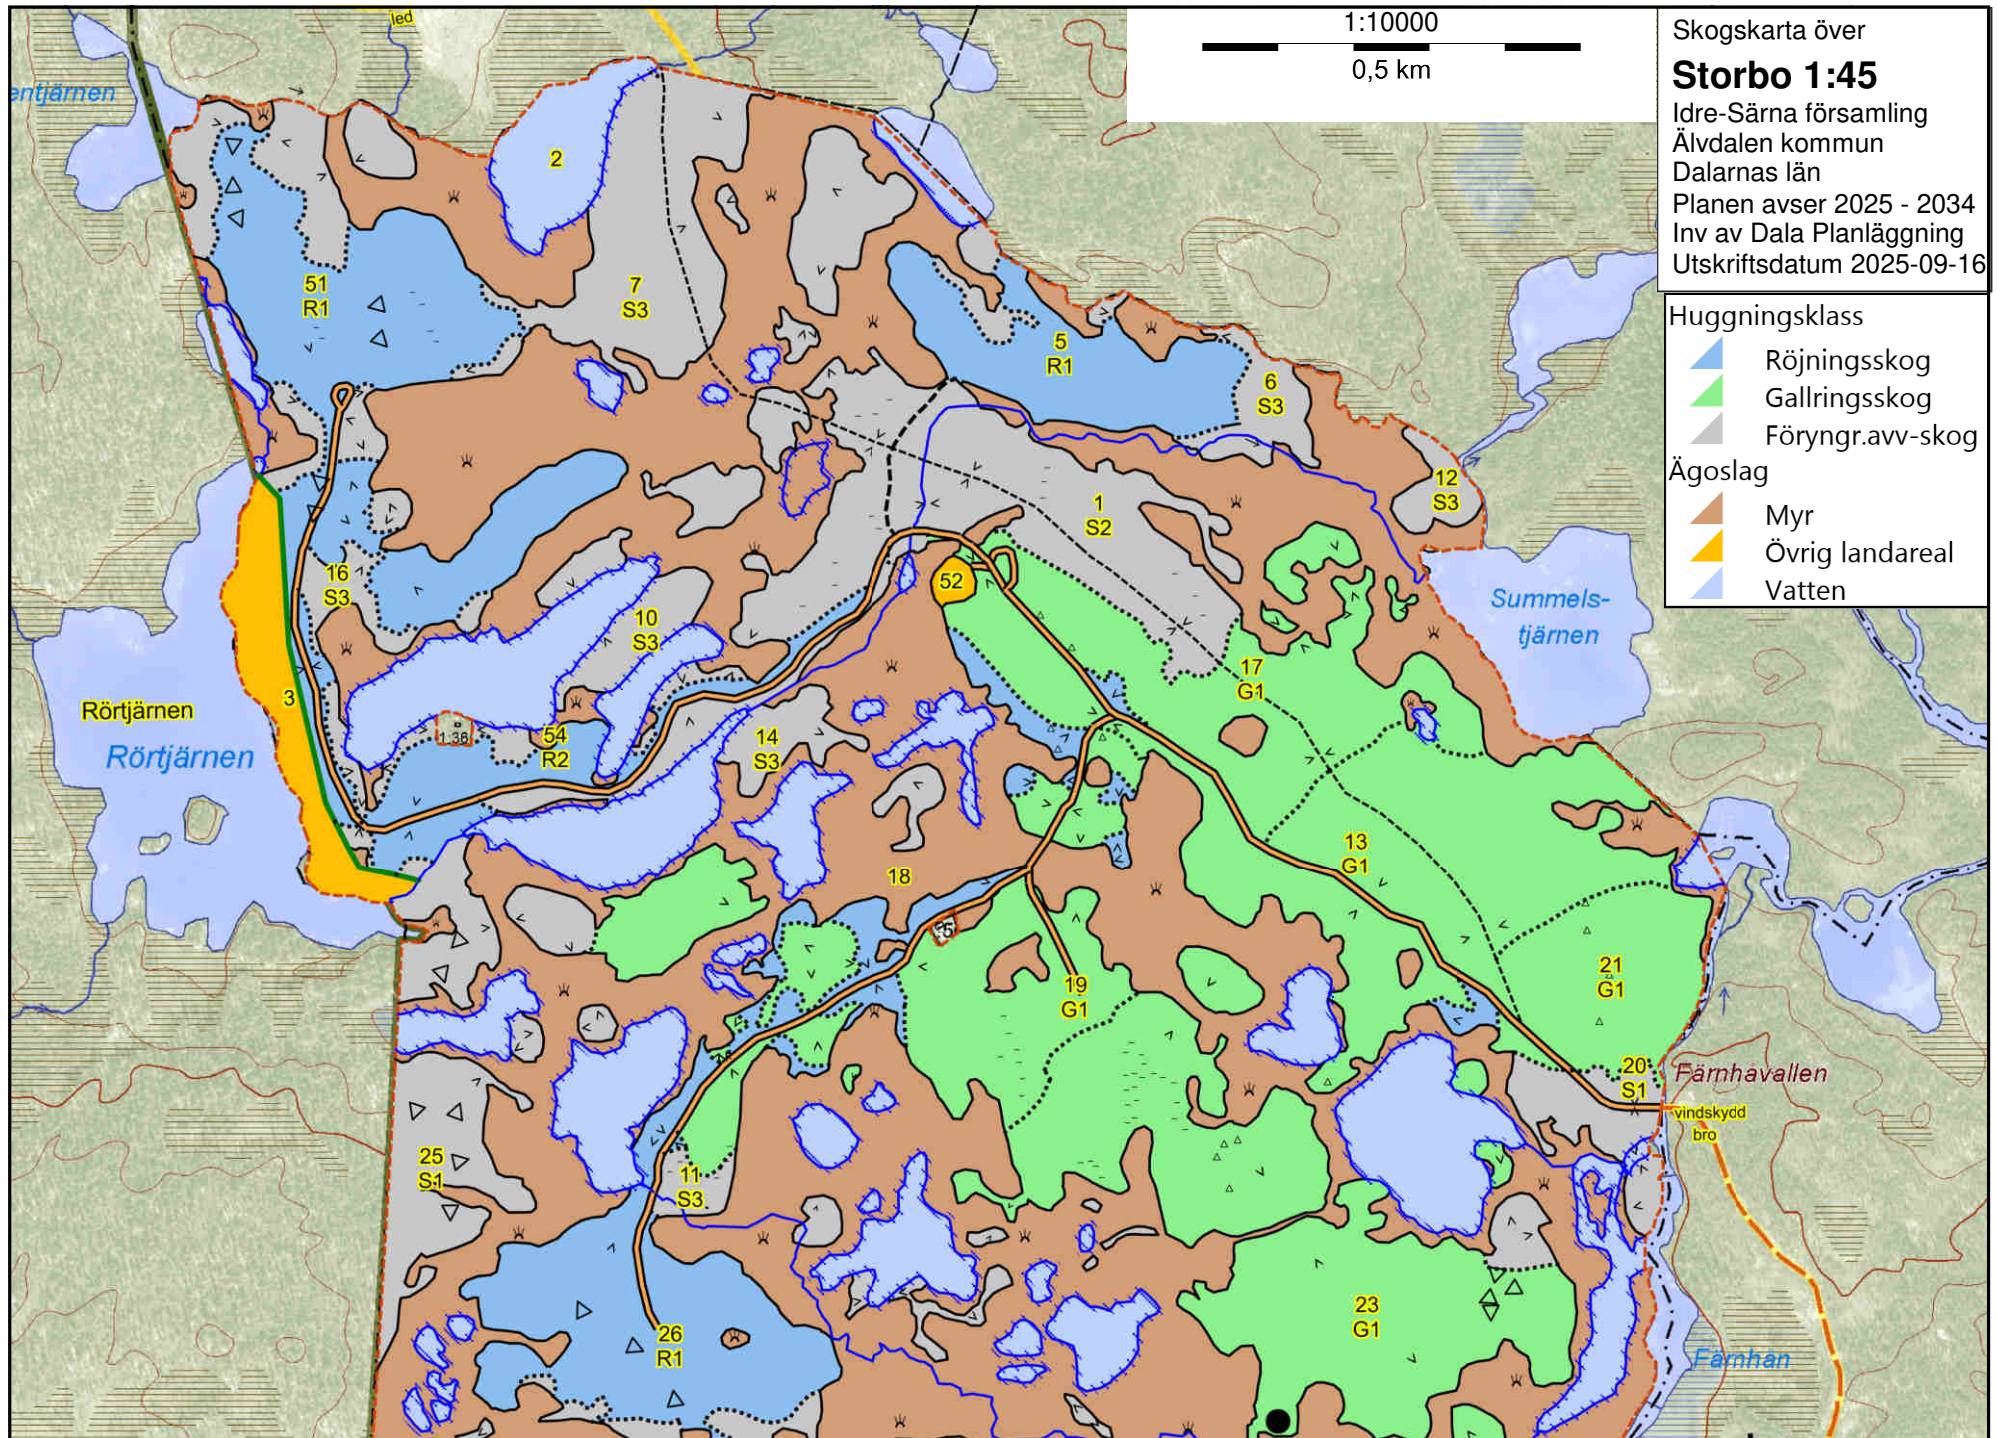 1:10000
0,5 km
Skogskarta över
Storbo 1:45
Idre-Särna församling
Älvdalen kommun
Dalarnas län
Planen avser 2025 - 2034
Inv av Dala Planläggning
Utskriftsdatum 2025-09-16
Huggningsklass
Röjningsskog
Gallringsskog
Föryngr.avv-skog
Ägoslag
Myr
Övrig landareal
Vatten
led
entjärnen
2
51
R1
7
S3
5
R1
6
S3
12
S3
1
S2
16
S3
10
S3
52
Summels-
tjärnen
3
Rörtjärnen
Rörtjärnen
1:36
54
R2
14
S3
17
G1
13
G1
18
19
G1
21
G1
20
S1
Färnhåvallen
vindskydd
bro
25
S1
11
S3
26
R1
23
G1
Färnhån